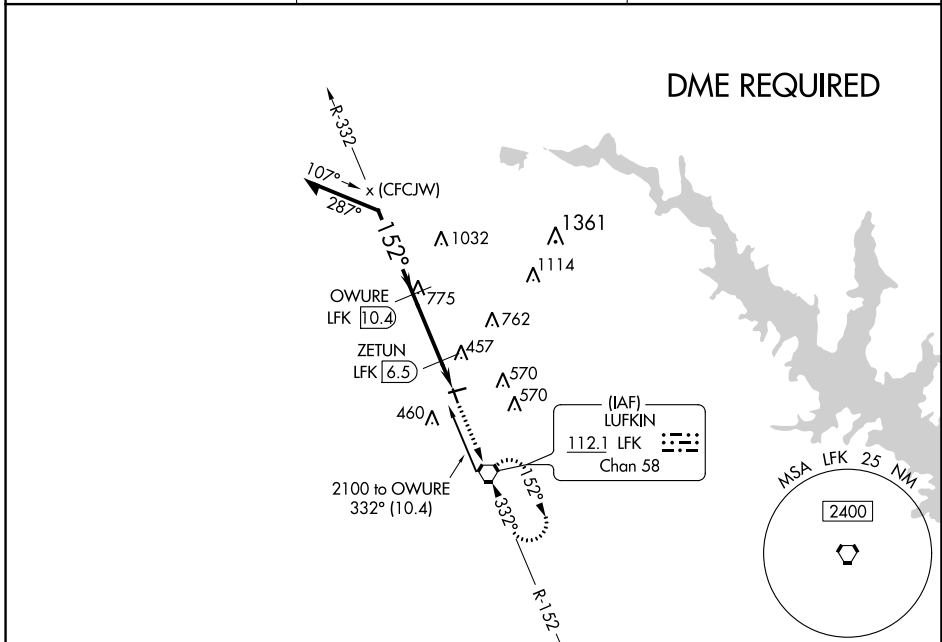 DME REQUIRED
R-332
107°
x (CFCJW)
287°
152°
1032
1361
1114
OWURE
775
LFK 10.4
762
ZETUN
457
LFK 6.5
570
570
460
(IAF)
LUFKIN
112.1 LFK
Chan 58
2100 to OWURE
332° (10.4)
152°
332°
R-152
MSA LFK 25 NM
2400